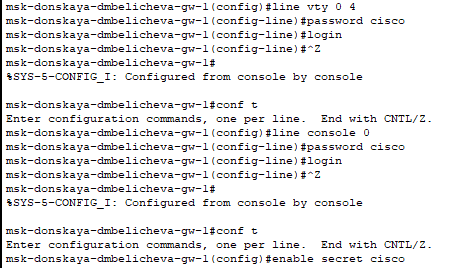 msk-donskaya-dmbelicheva-gw-1(config)#line vty 0 4
msk-donskaya-dmbelicheva-gw-1(config-line)#password cisco
msk-donskaya-dmbelicheva-gw-1(config-line)#login
msk-donskaya-dmbelicheva-gw-1(config-line)#^Z
msk-donskaya-dmbelicheva-gw-1#
%SYS-5-CONFIG_I: Configured from console by console
msk-donskaya-dmbelicheva-gw-1#conf t
Enter configuration commands, one per line.  End with CNTL/Z.
msk-donskaya-dmbelicheva-gw-1(config)#line console 0
msk-donskaya-dmbelicheva-gw-1(config-line)#password cisco
msk-donskaya-dmbelicheva-gw-1(config-line)#login
msk-donskaya-dmbelicheva-gw-1(config-line)#^Z
msk-donskaya-dmbelicheva-gw-1#
%SYS-5-CONFIG_I: Configured from console by console
msk-donskaya-dmbelicheva-gw-1#conf t
Enter configuration commands, one per line.  End with CNTL/Z.
msk-donskaya-dmbelicheva-gw-1(config)#enable secret cisco